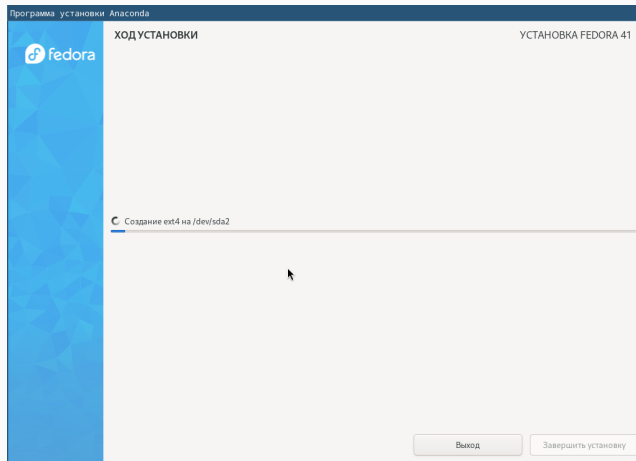 Программа установки Anaconda
ХОД УСТАНОВКИ
УСТАНОВКА FEDORA 41
fedora
Создание ext4 на /dev/sda2
Выход
Завершить установку